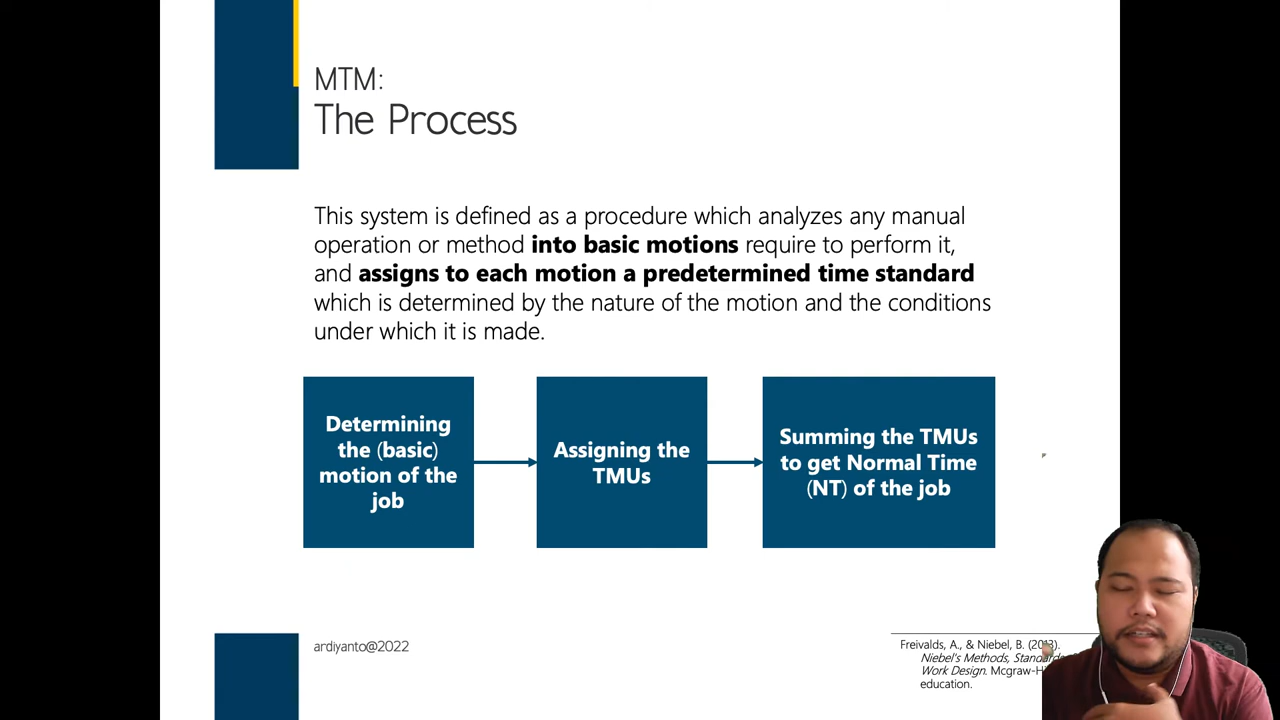 MTM:
The Process
This system is defined as a procedure which analyzes any manual
operation or method into basic motions require to perform it,
and assigns to each motion a predetermined time standard
which is determined by the nature of the motion and the conditions
under which it is made.
Determining
the (basic)
motion of the
job
Assigning the
TMUs
Summing the TMUs
to get Normal Time
(NT) of the job
ardiyanto@2022
Freivalds, A., & Niebel, B. (2013).
Niebel's Methods, Standards
Work Design. Mcgraw-H
education.